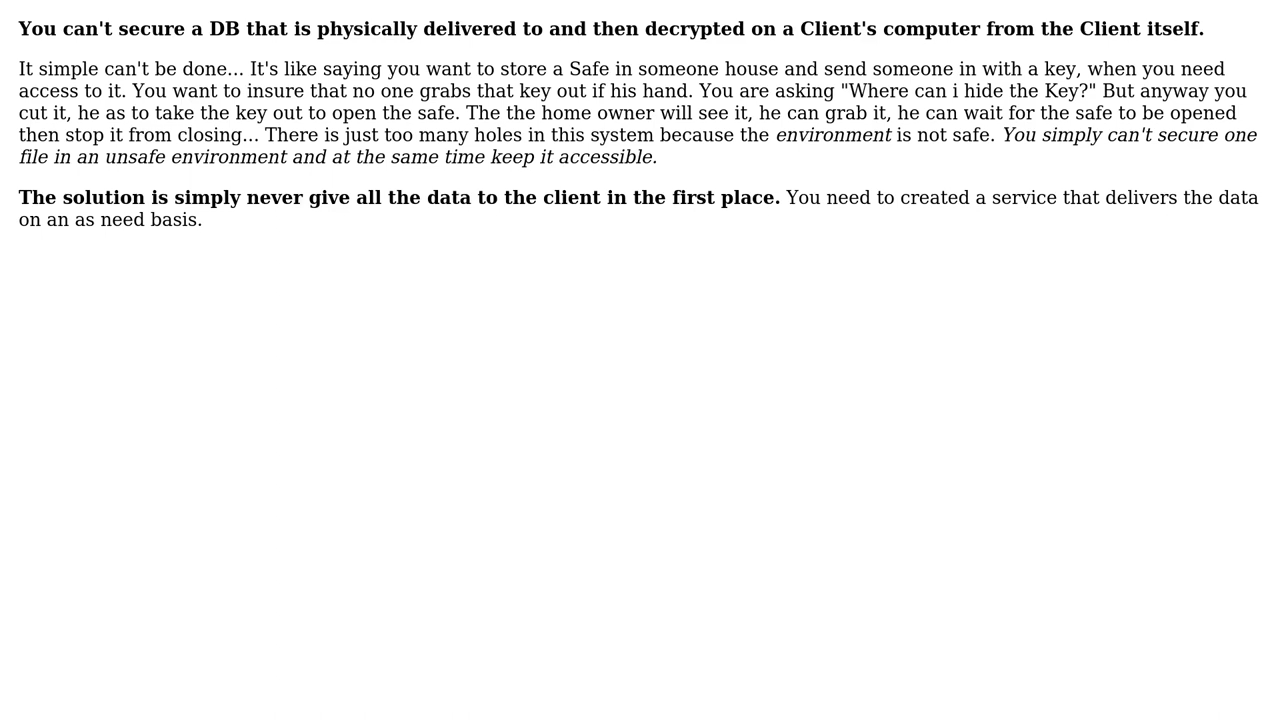 You can't secure a DB that is physically delivered to and then decrypted on a Client's computer from the Client itself.
It simple can't be done... It's like saying you want to store a Safe in someone house and send someone in with a key, when you need
access to it. You want to insure that no one grabs that key out if his hand. You are asking "Where can i hide the Key?" But anyway you
cut it, he as to take the key out to open the safe. The the home owner will see it, he can grab it, he can wait for the safe to be opened
then stop it from closing... There is just too many holes in this system because the environment is not safe. You simply can't secure one
file in an unsafe environment and at the same time keep it accessible.
The solution is simply never give all the data to the client in the first place. You need to created a service that delivers the data
on an as need basis.